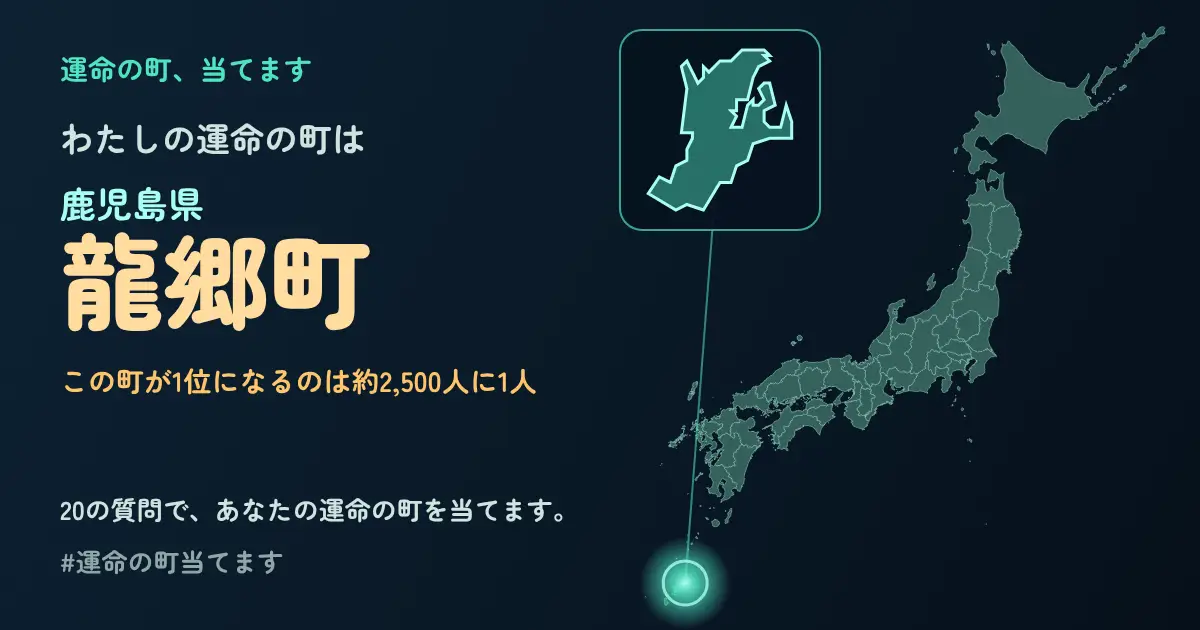 運命の町、当てます
わたしの運命の町は
鹿児島県
龍郷町
この町が1位になるのは約2,500人に1人
20の質問で、あなたの運命の町を当てます。
#運命の町当てます